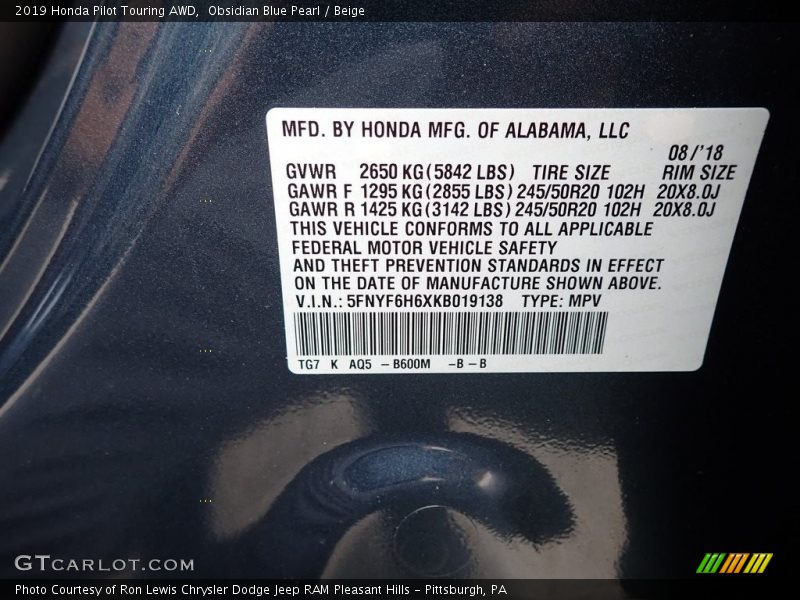 2019 Honda Pilot Touring AWD, Obsidian Blue Pearl / Beige
MFD. BY HONDA MFG. OF ALABAMA, LLC
08/'18
GVWR 2650 KG(5842 LBS) TIRE SIZE RIM SIZE
GAWR F 1295 KG(2855 LBS) 245/50R20 102H 20X8.0J
GAWR R 1425 KG(3142 LBS) 245/50R20 102H 20X8.0J
THIS VEHICLE CONFORMS TO ALL APPLICABLE
FEDERAL MOTOR VEHICLE SAFETY
AND THEFT PREVENTION STANDARDS IN EFFECT
ON THE DATE OF MANUFACTURE SHOWN ABOVE.
V.I.N.: 5FNYF6H6XKB019138 TYPE: MPV
TG7 K AQ5 – B600M – B – B
GTCARLOT.COM
Photo Courtesy of Ron Lewis Chrysler Dodge Jeep RAM Pleasant Hills – Pittsburgh, PA